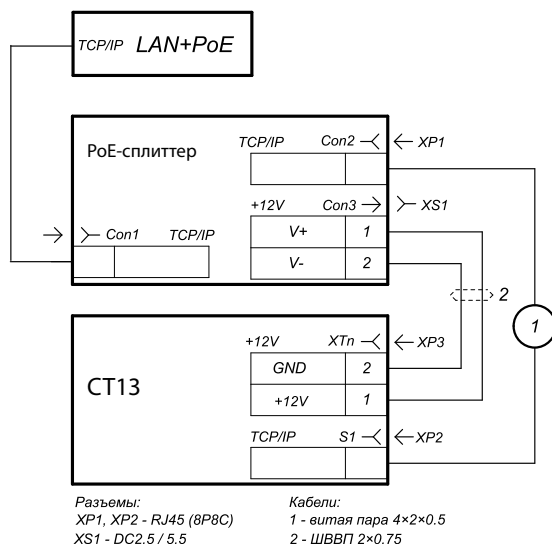 TCP/IP LAN+PoE
PoE-сплиттер
TCP/IP Con2 XP1
+12V Con3 XS1
V+ 1
V- 2
Con1 TCP/IP
2
1
CT13
+12V XTn XP3
GND 2
+12V 1
TCP/IP S1 XP2
Разъемы:
XP1, XP2 - RJ45 (8P8C)
XS1 - DC2.5 / 5.5
Кабели:
1 - витая пара 4×2×0.5
2 - ШВВП 2×0.75